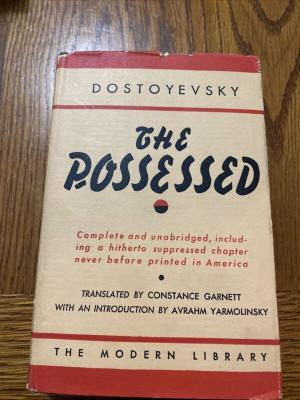 DOSTOYEVSKY
THE
POSSESSED
Complete and unabridged, includ-
ing a hitherto suppressed chapter
never before printed in America
TRANSLATED BY CONSTANCE GARNETT
WITH AN INTRODUCTION BY AVRAHM YARMOLINSKY
THE MODERN LIBRARY